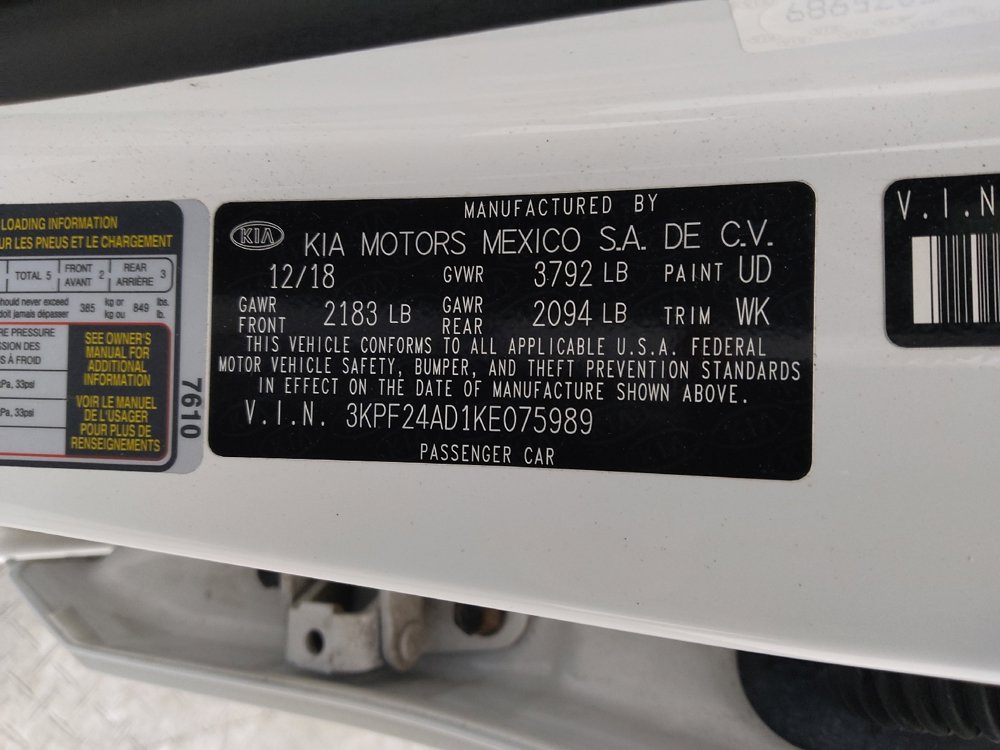 LOADING INFORMATION
UR LES PNEUS ET LE CHARGEMENT
TOTAL 5
FRONT
AVANT 2
REAR
ARRIÈRE 3
should never exceed 385 kg or 849 lbs.
doit jamais dépasser kg ou lb.
RE PRESSURE
SSION DES
S À FROID
kPa, 33psi
kPa, 33psi
SEE OWNER'S
MANUAL FOR
ADDITIONAL
INFORMATION
VOIR LE MANUEL
DE L'USAGER
POUR PLUS DE
RENSEIGNEMENTS
7610
MANUFACTURED BY
KIA KIA MOTORS MEXICO S.A. DE C.V.
12/18 GVWR 3792 LB PAINT UD
GAWR
FRONT 2183 LB
GAWR
REAR 2094 LB TRIM WK
THIS VEHICLE CONFORMS TO ALL APPLICABLE U.S.A. FEDERAL
MOTOR VEHICLE SAFETY, BUMPER, AND THEFT PREVENTION STANDARDS
IN EFFECT ON THE DATE OF MANUFACTURE SHOWN ABOVE.
V.I.N. 3KPF24AD1KE075989
PASSENGER CAR
V.I.N